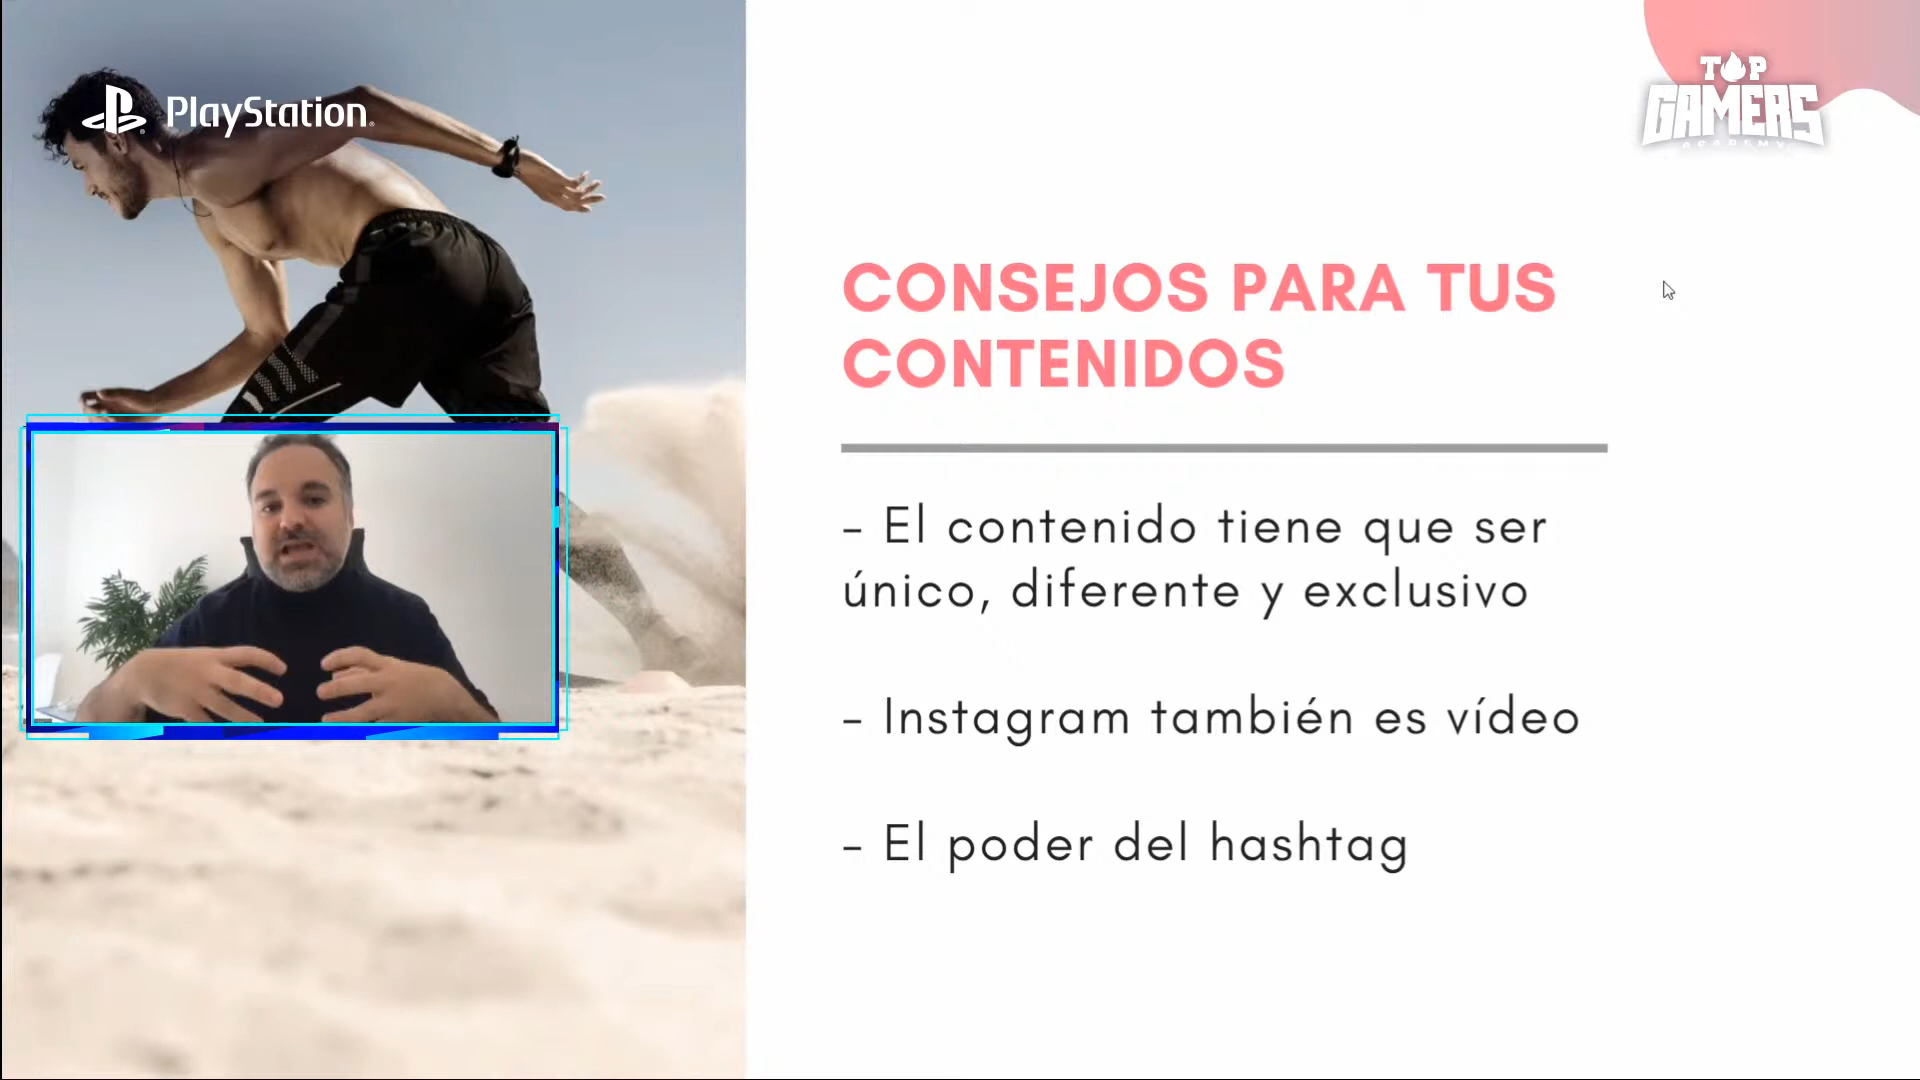 PlayStation
TOP
GAMERS
ACADEMY
CONSEJOS PARA TUS
CONTENIDOS
- El contenido tiene que ser
único, diferente y exclusivo
- Instagram también es vídeo
- El poder del hashtag